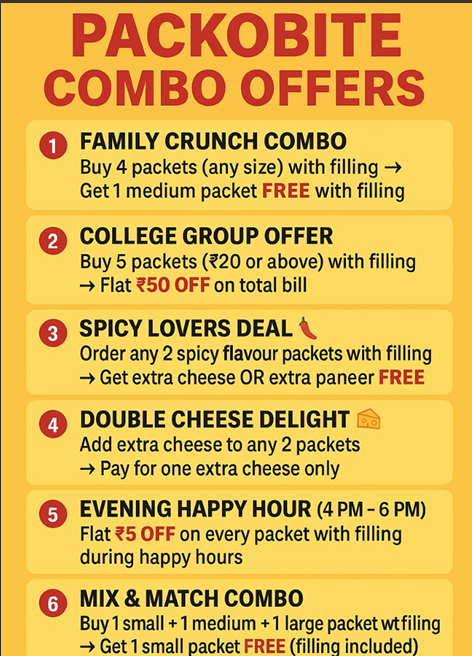 PACKOBITE
COMBO OFFERS
1 FAMILY CRUNCH COMBO
Buy 4 packets (any size) with filling →
Get 1 medium packet FREE with filling
2 COLLEGE GROUP OFFER
Buy 5 packets (₹20 or above) with filling
→ Flat ₹50 OFF on total bill
3 SPICY LOVERS DEAL 🌶️
Order any 2 spicy flavour packets with filling
→ Get extra cheese OR extra paneer FREE
4 DOUBLE CHEESE DELIGHT 🧀
Add extra cheese to any 2 packets
→ Pay for one extra cheese only
5 EVENING HAPPY HOUR (4 PM – 6 PM)
Flat ₹5 OFF on every packet with filling
during happy hours
6 MIX & MATCH COMBO
Buy 1 small + 1 medium + 1 large packet wt filing
→ Get 1 small packet FREE (filling included)